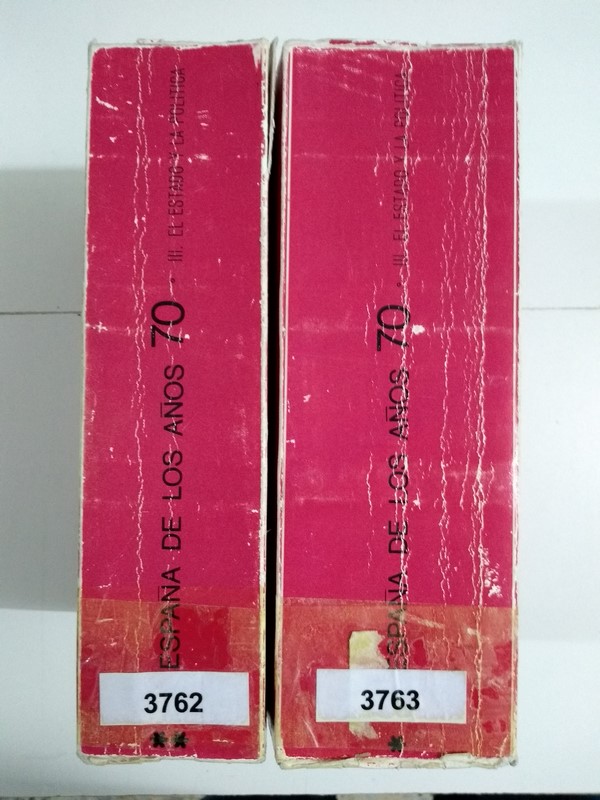 ESPAÑA DE LOS AÑOS 70 · III. EL ESTADO Y LA POLITICA
3762
**
ESPAÑA DE LOS AÑOS 70 · III. EL ESTADO Y LA POLITICA
3763
*